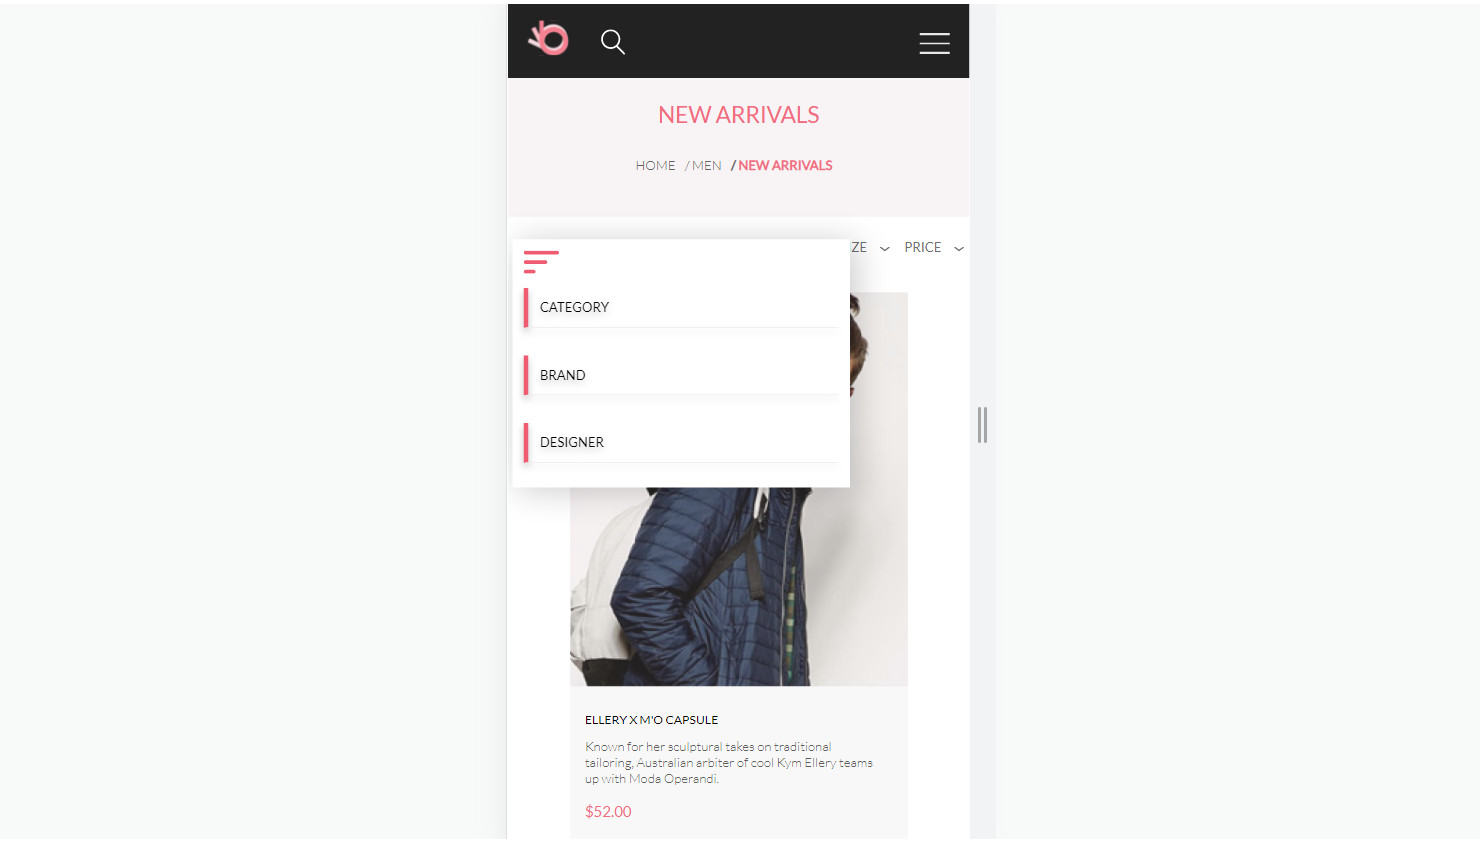 NEW ARRIVALS
HOME / MEN / NEW ARRIVALS
ZE PRICE
CATEGORY
BRAND
DESIGNER
ELLERY X M'O CAPSULE
Known for her sculptural takes on traditional
tailoring, Australian arbiter of cool Kym Ellery teams
up with Moda Operandi.
$52.00